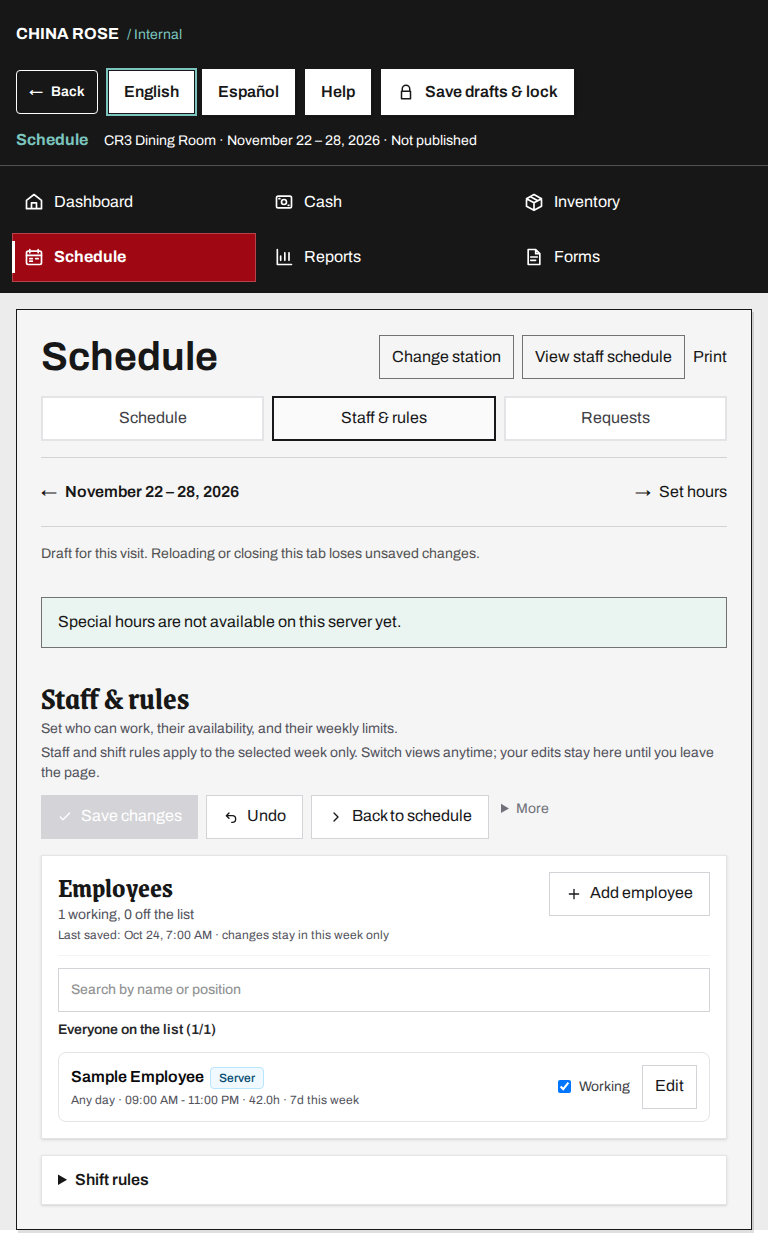 CHINA ROSE / Internal
← Back English Español Help Save drafts & lock
Schedule CR3 Dining Room · November 22 – 28, 2026 · Not published
Dashboard Cash Inventory
Schedule Reports Forms
Schedule Change station View staff schedule Print
Schedule Staff & rules Requests
← November 22 – 28, 2026 → Set hours
Draft for this visit. Reloading or closing this tab loses unsaved changes.
Special hours are not available on this server yet.
Staff & rules
Set who can work, their availability, and their weekly limits.
Staff and shift rules apply to the selected week only. Switch views anytime; your edits stay here until you leave
the page.
Save changes Undo Back to schedule More
Employees Add employee
1 working, 0 off the list
Last saved: Oct 24, 7:00 AM · changes stay in this week only
Search by name or position
Everyone on the list (1/1)
Sample Employee Server Working Edit
Any day · 09:00 AM - 11:00 PM · 42.0h · 7d this week
Shift rules